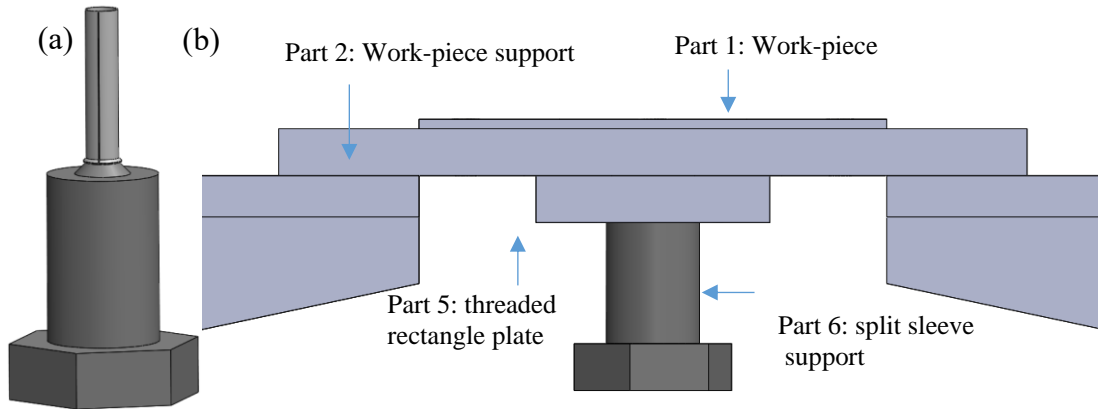 (a)
(b)
Part 2: Work-piece support
Part 1: Work-piece
Part 5: threaded
rectangle plate
Part 6: split sleeve
support